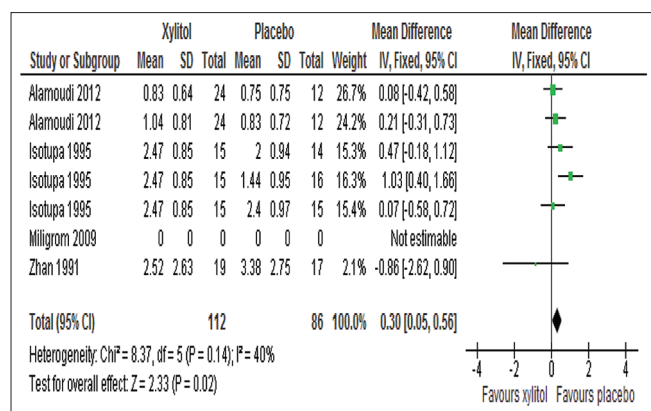 Xylitol Placebo Mean Difference Mean Difference
Study or Subgroup Mean SD Total Mean SD Total Weight IV, Fixed, 95% CI IV, Fixed, 95% CI
Alamoudi 2012 0.83 0.64 24 0.75 0.75 12 26.7% 0.08 [-0.42, 0.58]
Alamoudi 2012 1.04 0.81 24 0.83 0.72 12 24.2% 0.21 [-0.31, 0.73]
Isotupa 1995 2.47 0.85 15 2 0.94 14 15.3% 0.47 [-0.18, 1.12]
Isotupa 1995 2.47 0.85 15 1.44 0.95 16 16.3% 1.03 [0.40, 1.66]
Isotupa 1995 2.47 0.85 15 2.4 0.97 15 15.4% 0.07 [-0.58, 0.72]
Miligrom 2009 0 0 0 0 0 0 Not estimable
Zhan 1991 2.52 2.63 19 3.38 2.75 17 2.1% -0.86 [-2.62, 0.90]
Total (95% CI) 112 86 100.0% 0.30 [0.05, 0.56]
Heterogeneity: Chi² = 8.37, df = 5 (P = 0.14); I² = 40%
Test for overall effect: Z = 2.33 (P = 0.02)
-4 -2 0 2 4
Favours xylitol Favours placebo